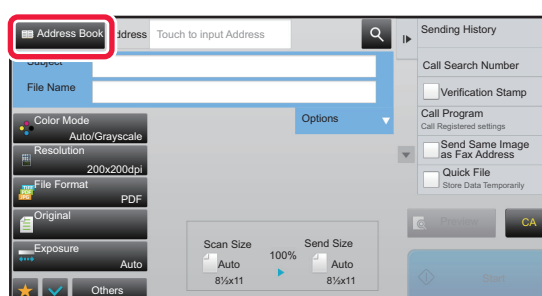 Address Book
ddress
Touch to input Address
Subject
File Name
Options
Color Mode
Auto/Grayscale
Resolution
200x200dpi
File Format
PDF
Original
Exposure
Auto
Others
Scan Size
Auto
8½x11
100%
Send Size
Auto
8½x11
Sending History
Call Search Number
Verification Stamp
Call Program
Call Registered settings
Send Same Image
as Fax Address
Quick File
Store Data Temporarily
Preview
CA
Start